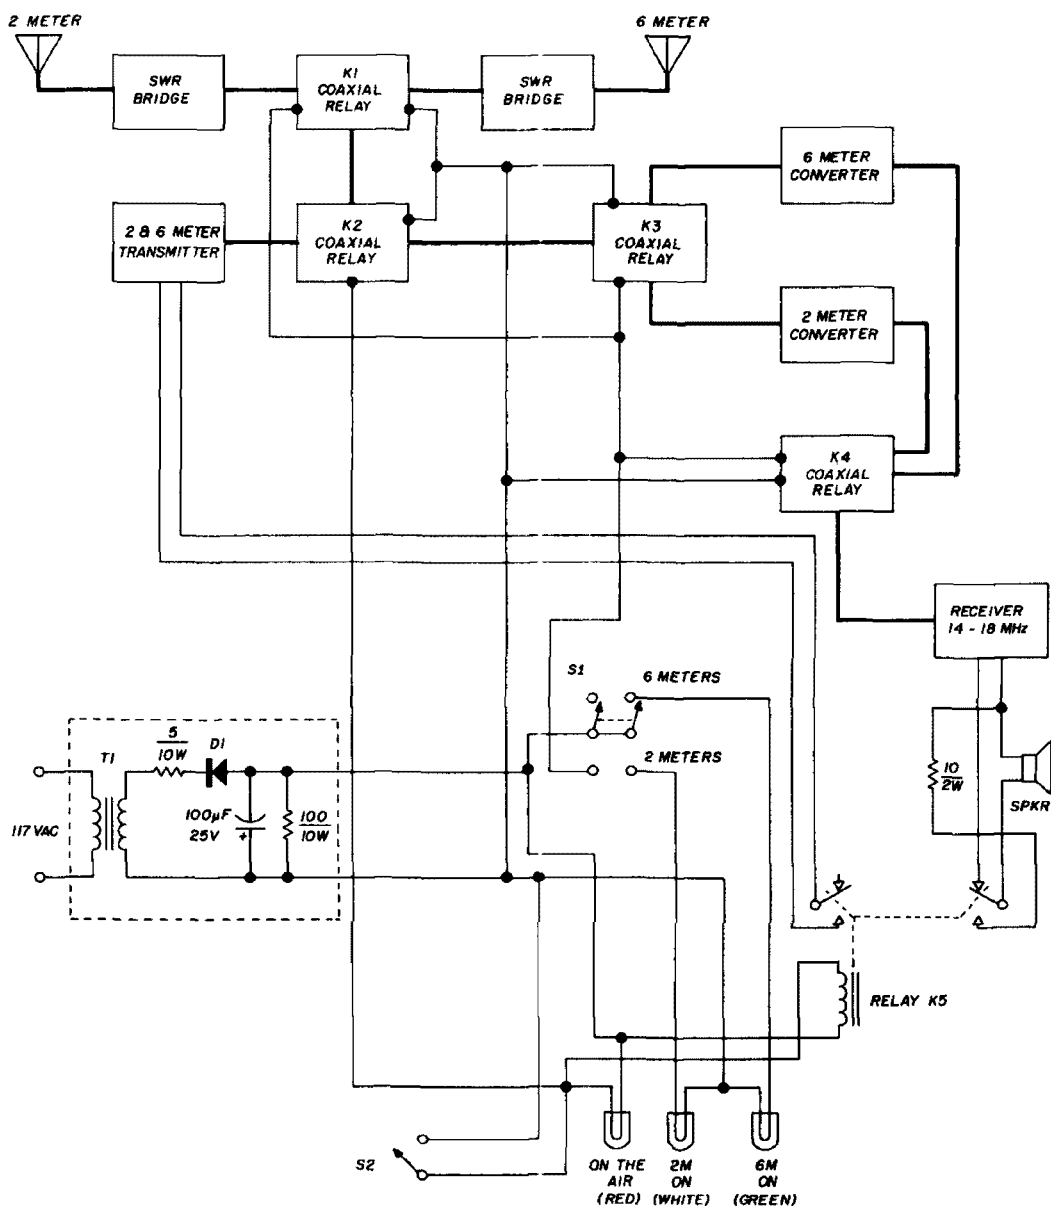 2 METER
6 METER
SWR
BRIDGE
K1
COAXIAL
RELAY
SWR
BRIDGE
6 METER
CONVERTER
2 & 6 METER
TRANSMITTER
K2
COAXIAL
RELAY
K3
COAXIAL
RELAY
2 METER
CONVERTER
K4
COAXIAL
RELAY
RECEIVER
14 - 18 MHz
S1
6 METERS
2 METERS
T1
5
10W
D1
117 VAC
100µF
25V
+
100
10W
10
2W
SPKR
RELAY K5
S2
ON THE
AIR
(RED)
2M
ON
(WHITE)
6M
ON
(GREEN)